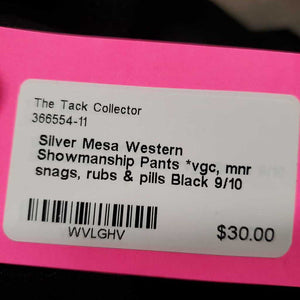 The Tack Collector
366554-11
Silver Mesa Western
Showmanship Pants *vgc, mnr
snags, rubs & pills Black 9/10
WVLGHV
$30.00